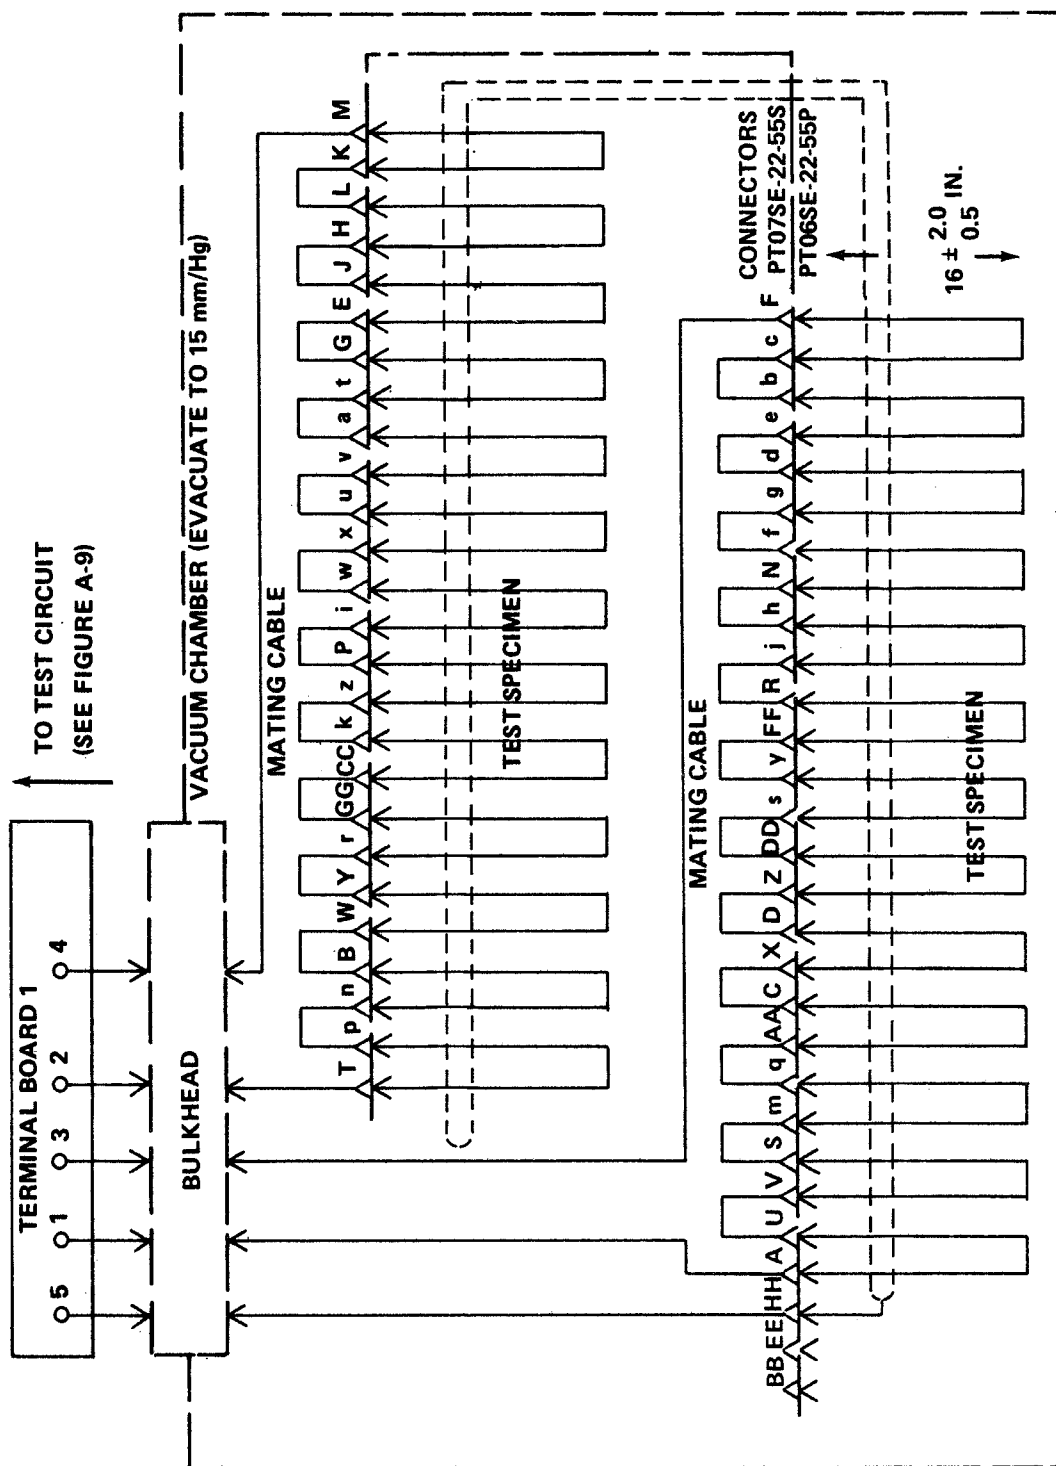 TO TEST CIRCUIT
(SEE FIGURE A-9)
TERMINAL BOARD 1
5 1 3 2 4
BULKHEAD
VACUUM CHAMBER (EVACUATE TO 15 mm/Hg)
MATING CABLE
T p n B W Y r GG CC k z P i w x u v a t G E J H L K M
TEST SPECIMEN
MATING CABLE
CONNECTORS
PT07SE-22-55S
PT06SE-22-55P
BB EE HH A U V S m q AA C X D Z DD s y FF R j h N f g d e b c F
16 ± 2.0 IN.
0.5
TEST SPECIMEN